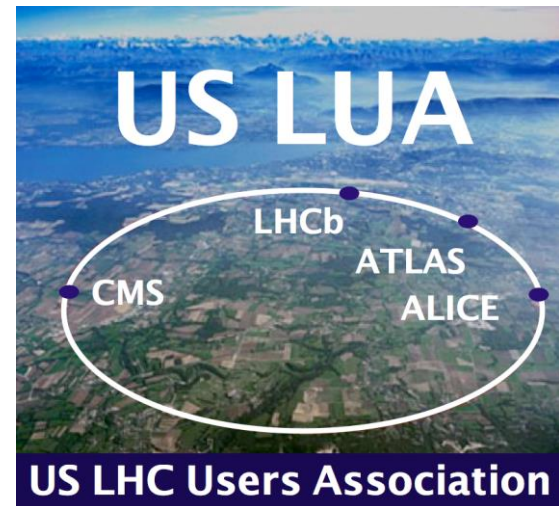 US LUA
LHCb
ATLAS
CMS
ALICE
US LHC Users Association